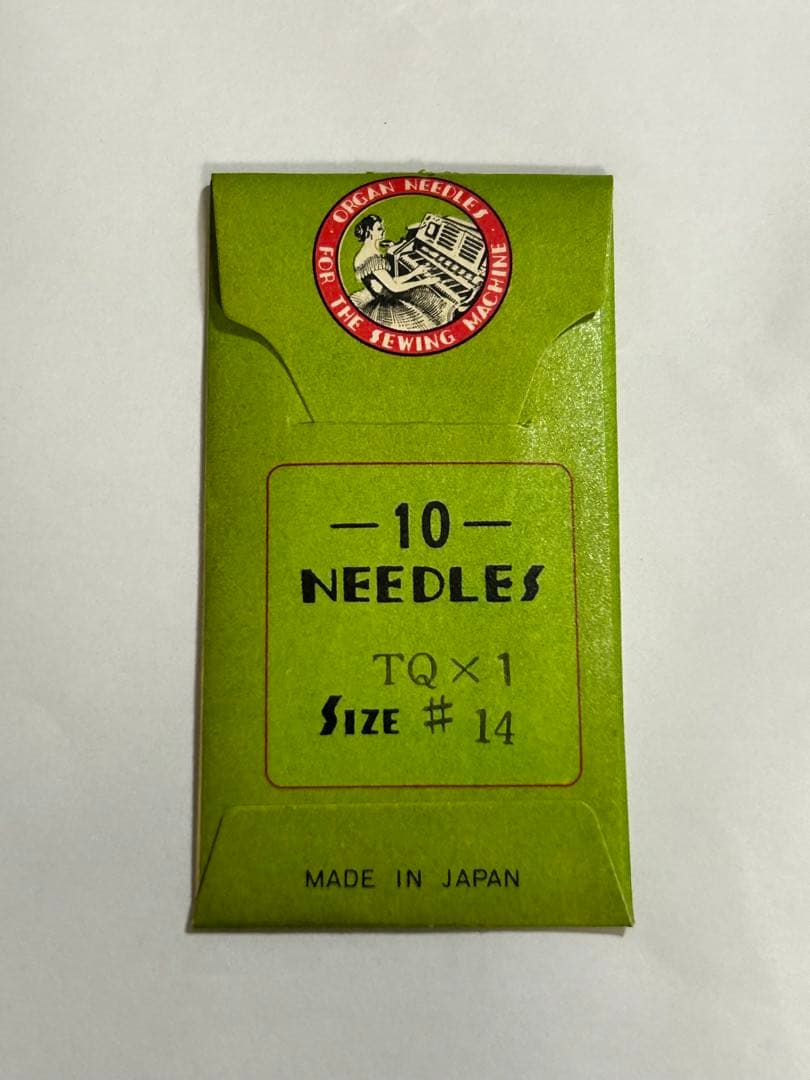 ORGAN NEEDLES
FOR THE SEWING MACHINE
—10—
NEEDLES
TQ×1
SIZE # 14
MADE IN JAPAN